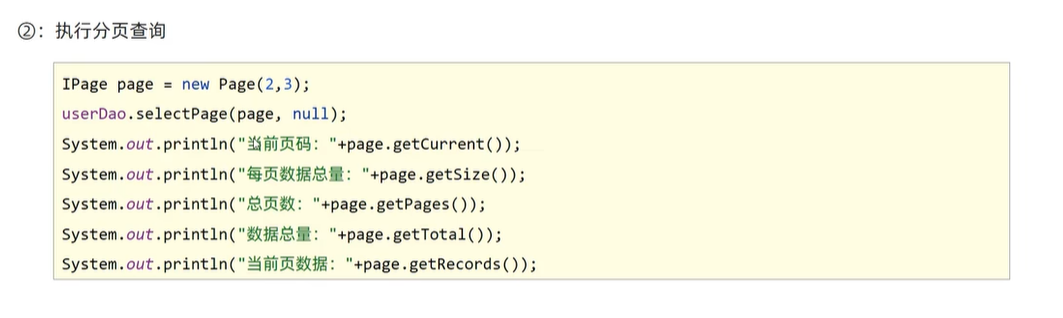 ②：执行分页查询
IPage page = new Page(2,3);
userDao.selectPage(page, null);
System.out.println("当前页码："+page.getCurrent());
System.out.println("每页数据总量："+page.getSize());
System.out.println("总页数："+page.getPages());
System.out.println("数据总量："+page.getTotal());
System.out.println("当前页数据："+page.getRecords());